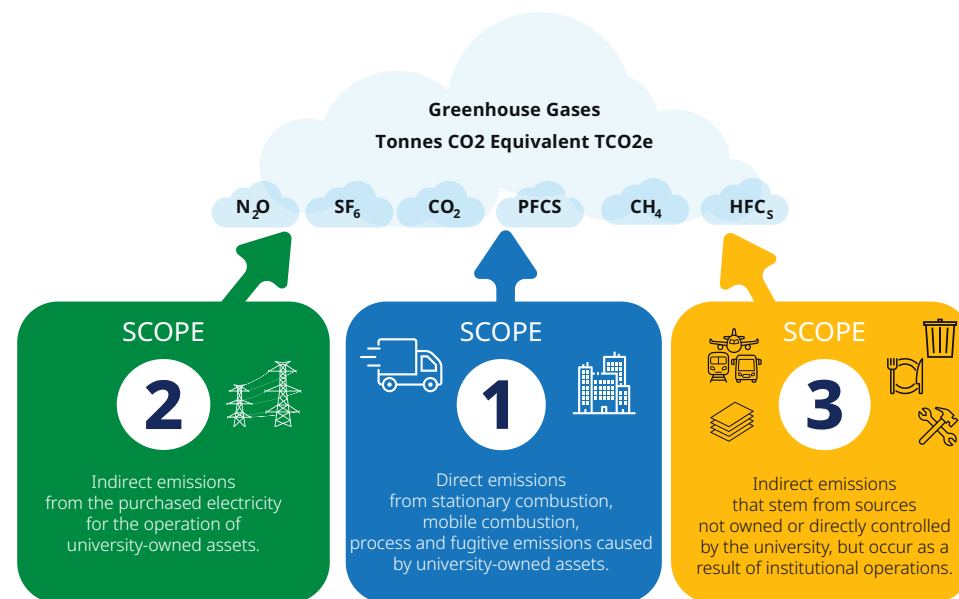 Greenhouse Gases
Tonnes CO2 Equivalent TCO2e
N₂O SF₆ CO₂ PFCS CH₄ HFCS
SCOPE
2
Indirect emissions
from the purchased electricity
for the operation of
university-owned assets.
SCOPE
1
Direct emissions
from stationary combustion,
mobile combustion,
process and fugitive emissions caused
by university-owned assets.
SCOPE
3
Indirect emissions
that stem from sources
not owned or directly controlled
by the university, but occur as a
result of institutional operations.